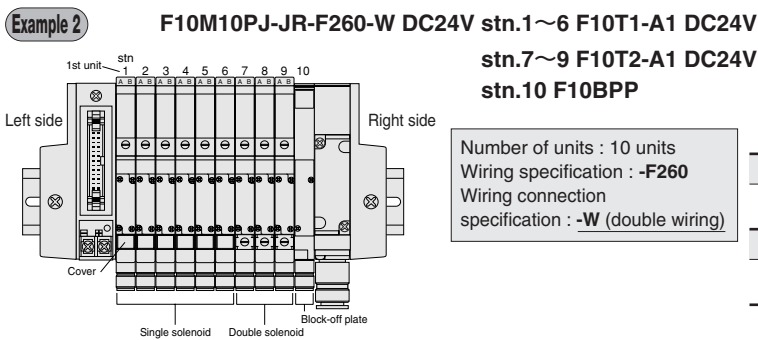 Example 2
F10M10PJ-JR-F260-W DC24V stn.1～6 F10T1-A1 DC24V
stn.7～9 F10T2-A1 DC24V
stn.10 F10BPP
stn
1st unit
1 2 3 4 5 6 7 8 9 10
A B A B A B A B A B A B A B A B A B
Left side
Right side
Cover
Single solenoid
Double solenoid
Block-off plate
Number of units : 10 units
Wiring specification : -F260
Wiring connection
specification : -W (double wiring)